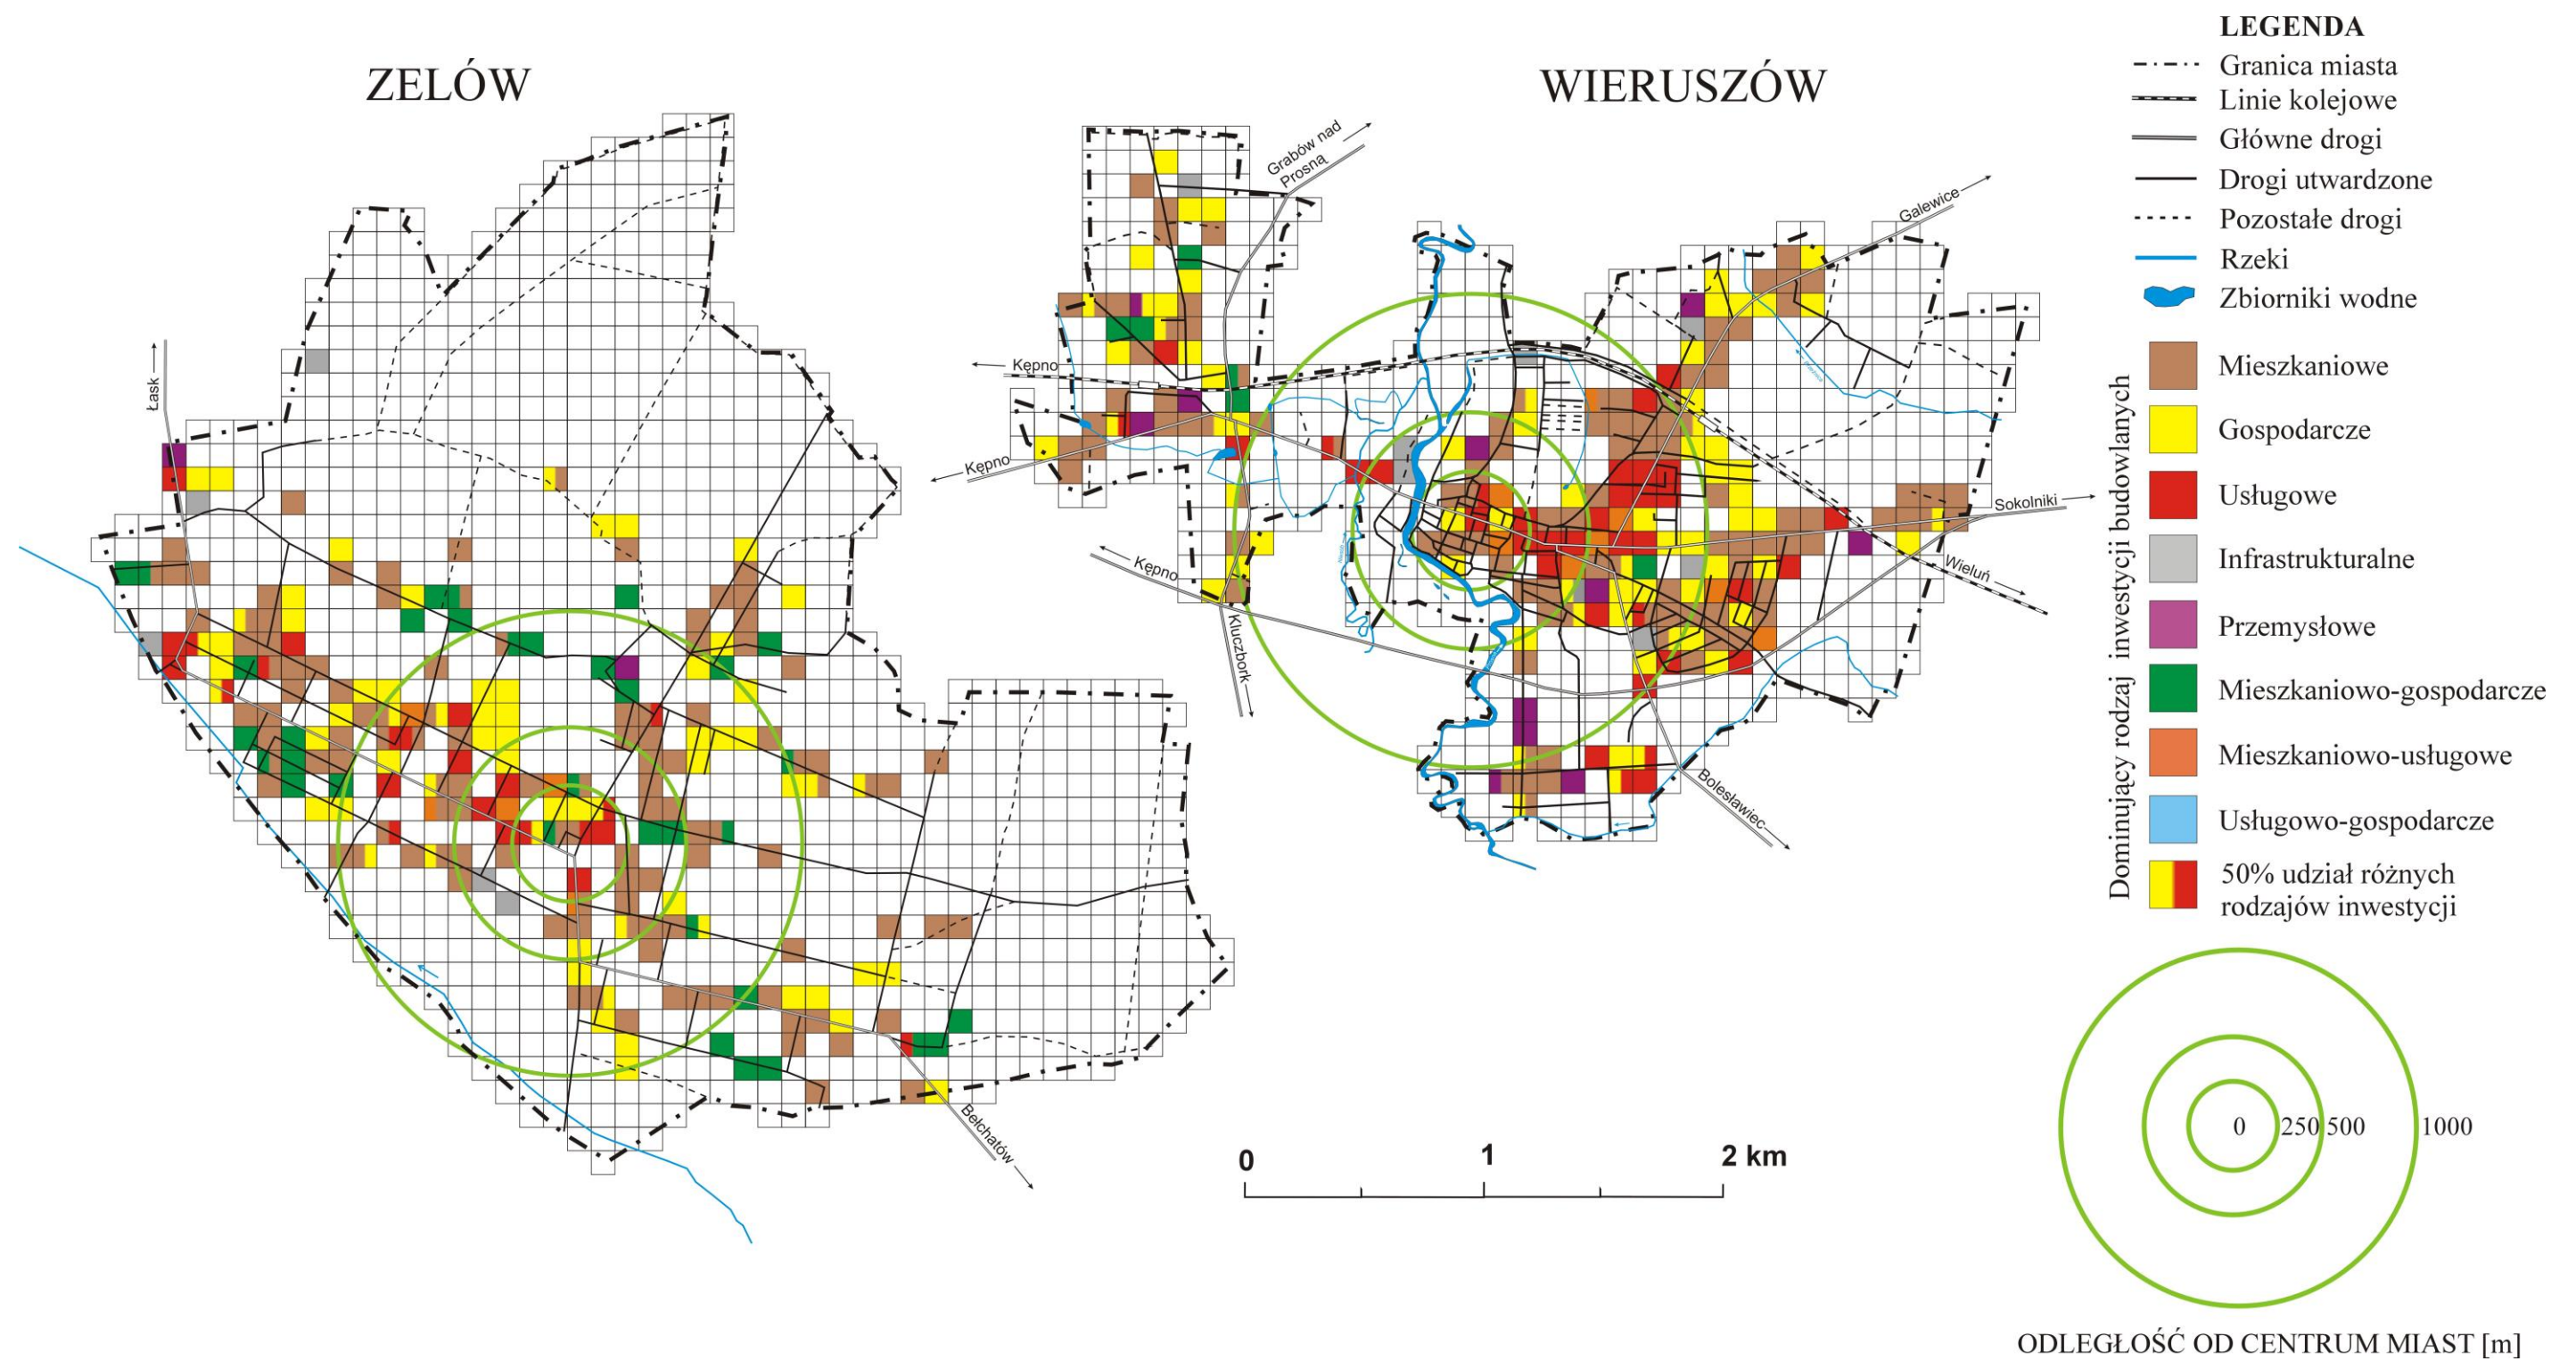 ZELÓW
WIERUSZÓW
Łask
Bełchatów
Grabów nad
Prosną
Galewice
Kępno
Kępno
Kępno
Kluczbork
Sokolniki
Wieluń
Bolesławiec
0 1 2 km
LEGENDA
Granica miasta
Linie kolejowe
Główne drogi
Drogi utwardzone
Pozostałe drogi
Rzeki
Zbiorniki wodne
Dominujący rodzaj inwestycji budowlanych
Mieszkaniowe
Gospodarcze
Usługowe
Infrastrukturalne
Przemysłowe
Mieszkaniowo-gospodarcze
Mieszkaniowo-usługowe
Usługowo-gospodarcze
50% udział różnych
rodzajów inwestycji
0 250 500 1000
ODLEGŁOŚĆ OD CENTRUM MIAST [m]